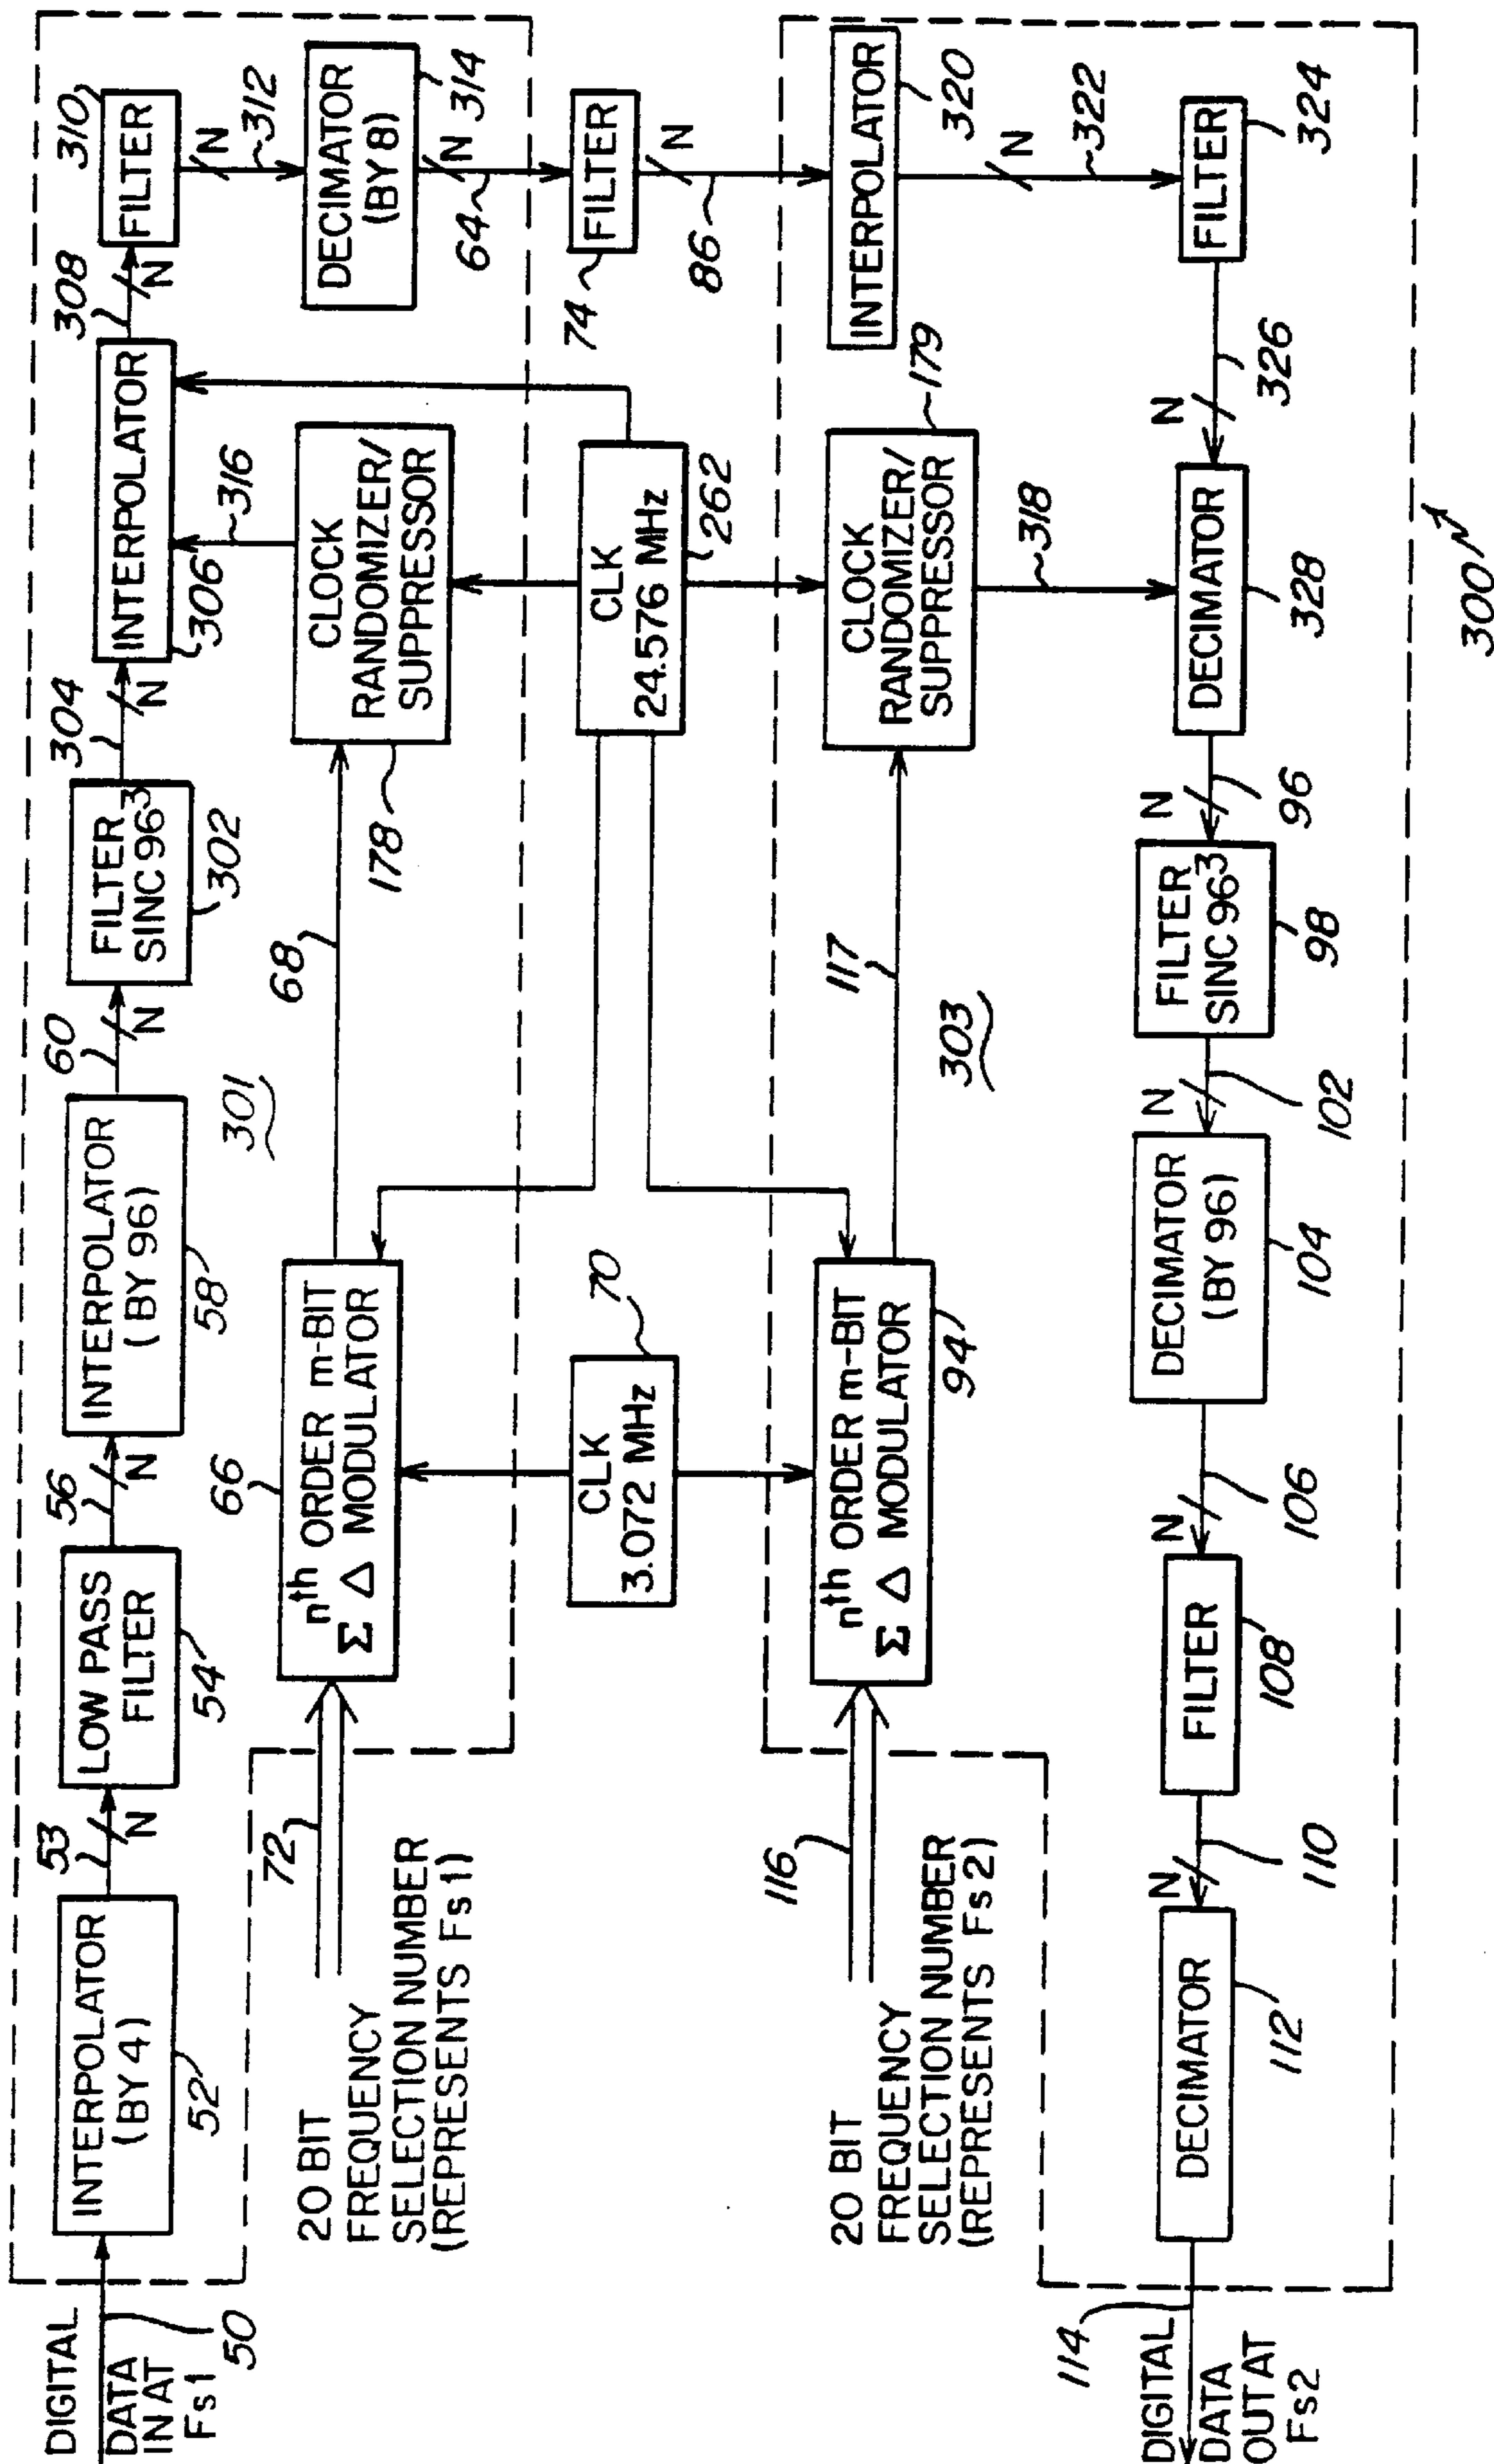 DIGITAL
DATA
IN AT
Fs1
50
INTERPOLATOR
(BY 4)
52
53
N
LOW PASS
FILTER
54
56
N
INTERPOLATOR
(BY 96)
58
60
N
FILTER
SINC 96³
302
304
N
INTERPOLATOR
306
308
N
FILTER
310
N
312
DECIMATOR
(BY 8)
314
N
64
FILTER
74
N
86
20 BIT
FREQUENCY
SELECTION NUMBER
(REPRESENTS Fs1)
72
nth ORDER m-BIT
Σ Δ MODULATOR
66
68
301
CLOCK
RANDOMIZER/
SUPPRESSOR
178
316
CLK
3.072 MHz
70
CLK
24.576 MHz
262
20 BIT
FREQUENCY
SELECTION NUMBER
(REPRESENTS Fs2)
116
nth ORDER m-BIT
Σ Δ MODULATOR
94
117
303
CLOCK
RANDOMIZER/
SUPPRESSOR
179
318
INTERPOLATOR
320
N
322
FILTER
324
326
N
DECIMATOR
328
N
96
FILTER
SINC 96³
98
N
102
DECIMATOR
(BY 96)
104
N
106
FILTER
108
N
110
DECIMATOR
112
114
DIGITAL
DATA
OUT AT
Fs2
300